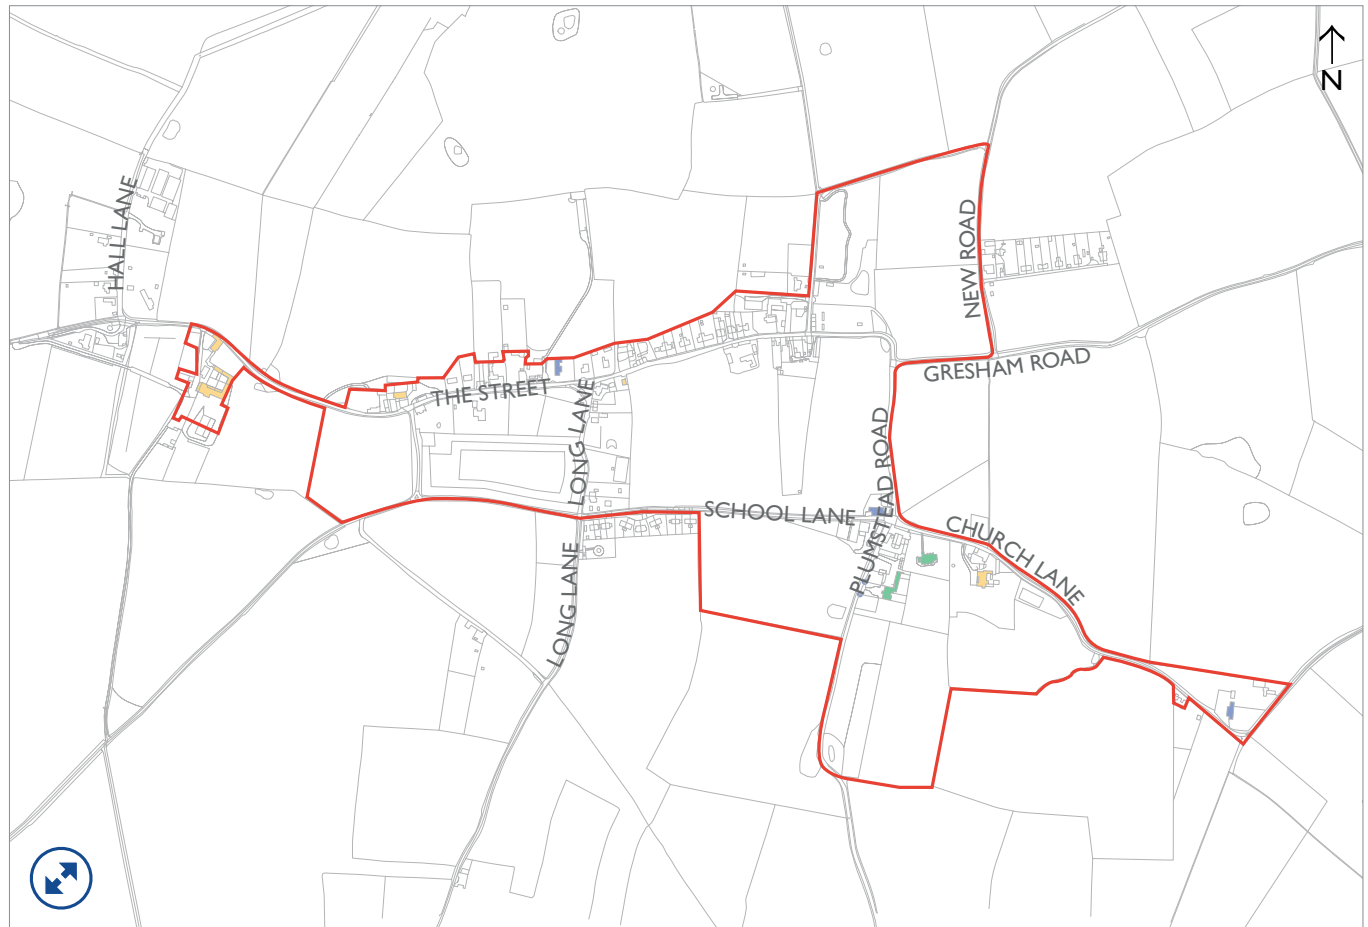 N
HALL LANE
NEW ROAD
GRESHAM ROAD
THE STREET
LONG LANE
PLUMSTEAD ROAD
SCHOOL LANE
CHURCH LANE
LONG LANE